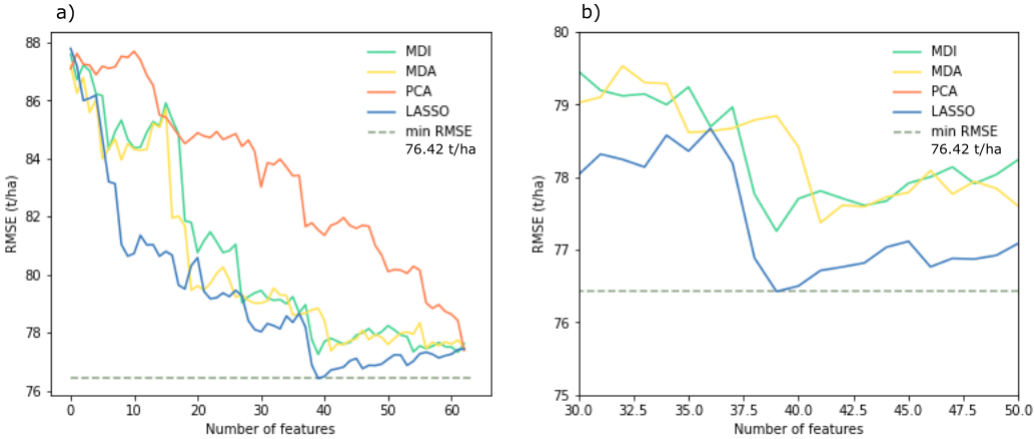 a)
88
86
84
82
80
78
76
RMSE (t/ha)
0
10
20
30
40
50
60
Number of features
MDI
MDA
PCA
LASSO
min RMSE
76.42 t/ha
b)
80
79
78
77
76
75
RMSE (t/ha)
30.0
32.5
35.0
37.5
40.0
42.5
45.0
47.5
50.0
Number of features
MDI
MDA
PCA
LASSO
min RMSE
76.42 t/ha